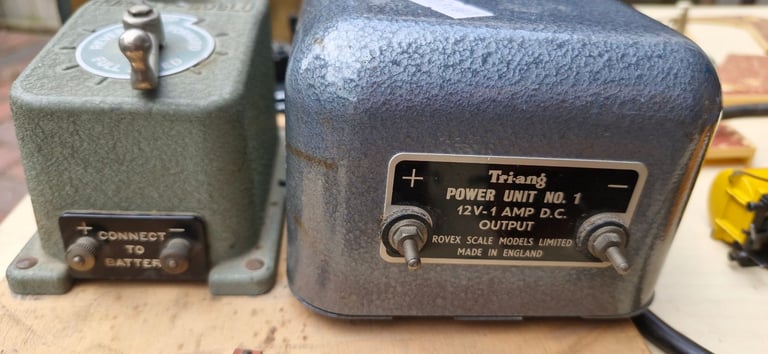 + −
CONNECT
TO
BATTER
+ Tri-ang −
POWER UNIT NO. 1
12V-1 AMP D.C.
OUTPUT
ROVEX SCALE MODELS LIMITED
MADE IN ENGLAND